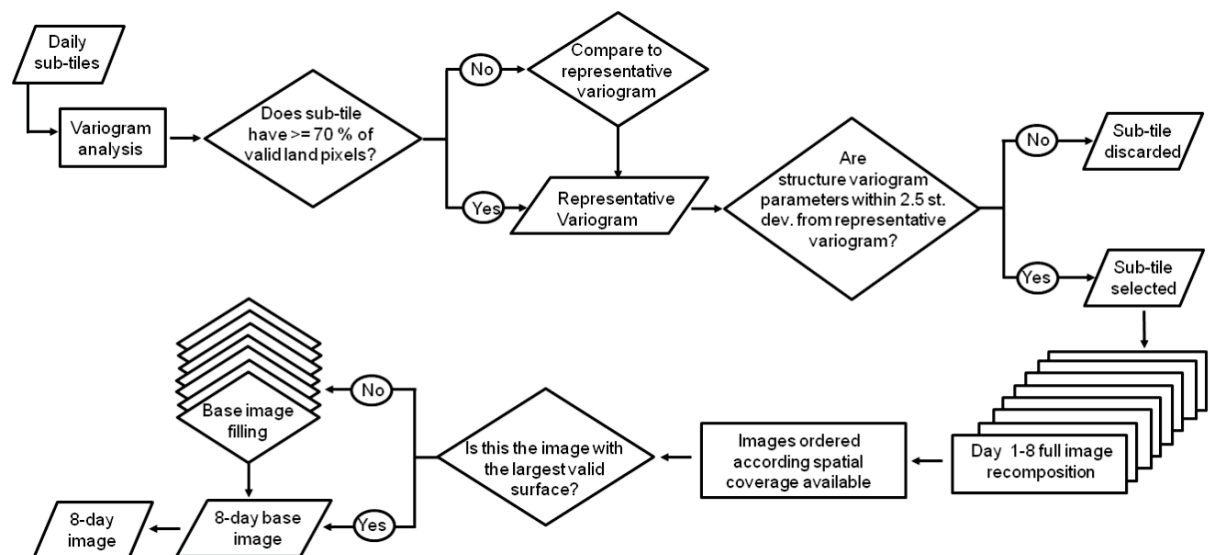 Daily
sub-tiles
Variogram
analysis
Does sub-tile
have >= 70 % of
valid land pixels?
No
Compare to
representative
variogram
Yes
Representative
Variogram
Are
structure variogram
parameters within 2.5 st.
dev. from representative
variogram?
No
Sub-tile
discarded
Yes
Sub-tile
selected
Day 1-8 full image
recomposition
Images ordered
according spatial
coverage available
Is this the image with
the largest valid
surface?
No
Base image
filling
Yes
8-day base
image
8-day
image